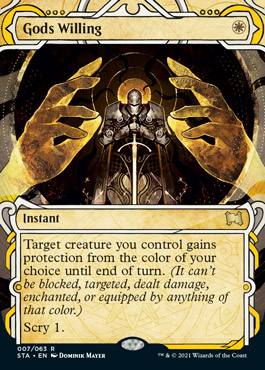 Gods Willing
Instant
Target creature you control gains
protection from the color of your
choice until end of turn. (It can't
be blocked, targeted, dealt damage,
enchanted, or equipped by anything of
that color.)
Scry 1.
007/063 R
STA • EN Dominik Mayer
™ & © 2021 Wizards of the Coast